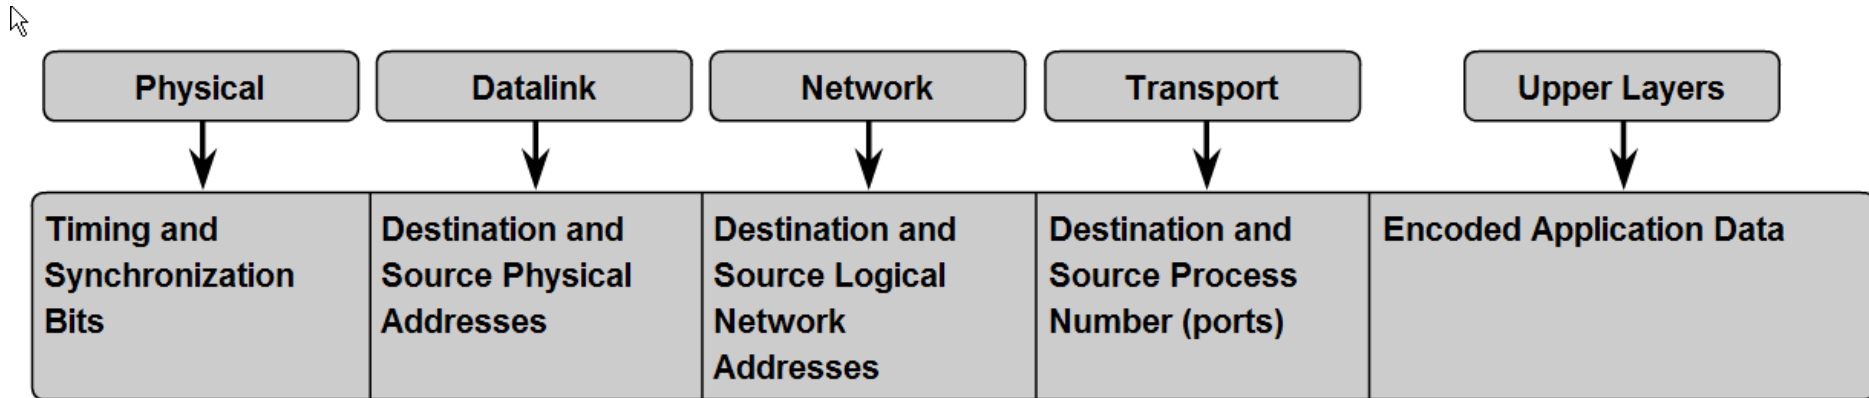 Physical
Datalink
Network
Transport
Upper Layers
Timing and
Synchronization
Bits
Destination and
Source Physical
Addresses
Destination and
Source Logical
Network
Addresses
Destination and
Source Process
Number (ports)
Encoded Application Data